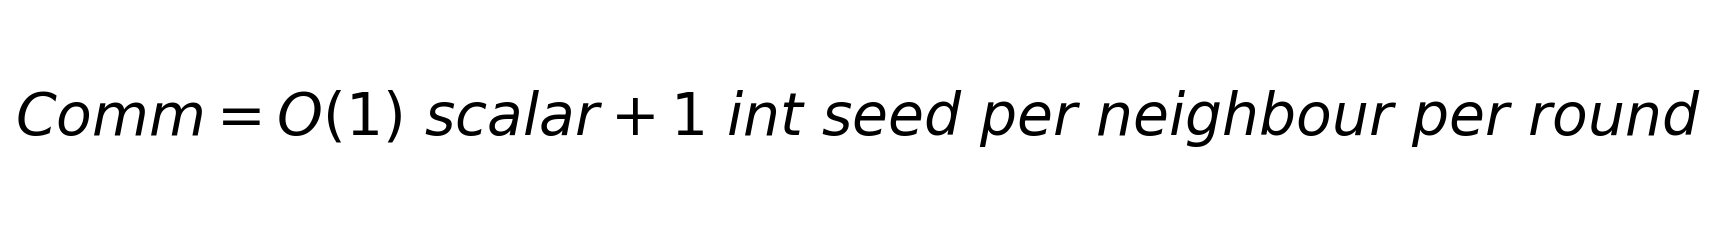 Comm = O(1) scalar + 1 int seed per neighbour per round